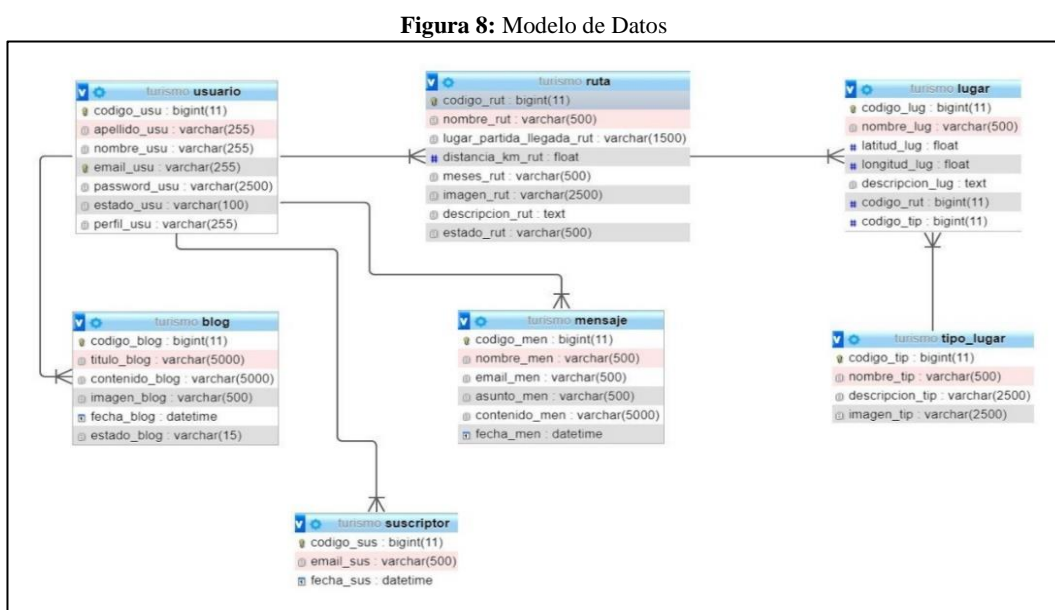 Figura 8: Modelo de Datos
turismo usuario
codigo_usu : bigint(11)
apellido_usu : varchar(255)
nombre_usu : varchar(255)
email_usu : varchar(255)
password_usu : varchar(2500)
estado_usu : varchar(100)
perfil_usu : varchar(255)
turismo ruta
codigo_rut : bigint(11)
nombre_rut : varchar(500)
lugar_partida_llegada_rut : varchar(1500)
distancia_km_rut : float
meses_rut : varchar(500)
imagen_rut : varchar(2500)
descripcion_rut : text
estado_rut : varchar(500)
turismo lugar
codigo_lug : bigint(11)
nombre_lug : varchar(500)
latitud_lug : float
longitud_lug : float
descripcion_lug : text
codigo_rut : bigint(11)
codigo_tip : bigint(11)
turismo blog
codigo_blog : bigint(11)
titulo_blog : varchar(5000)
contenido_blog : varchar(5000)
imagen_blog : varchar(500)
fecha_blog : datetime
estado_blog : varchar(15)
turismo mensaje
codigo_men : bigint(11)
nombre_men : varchar(500)
email_men : varchar(500)
asunto_men : varchar(500)
contenido_men : varchar(5000)
fecha_men : datetime
turismo tipo_lugar
codigo_tip : bigint(11)
nombre_tip : varchar(500)
descripcion_tip : varchar(2500)
imagen_tip : varchar(2500)
turismo suscriptor
codigo_sus : bigint(11)
email_sus : varchar(500)
fecha_sus : datetime